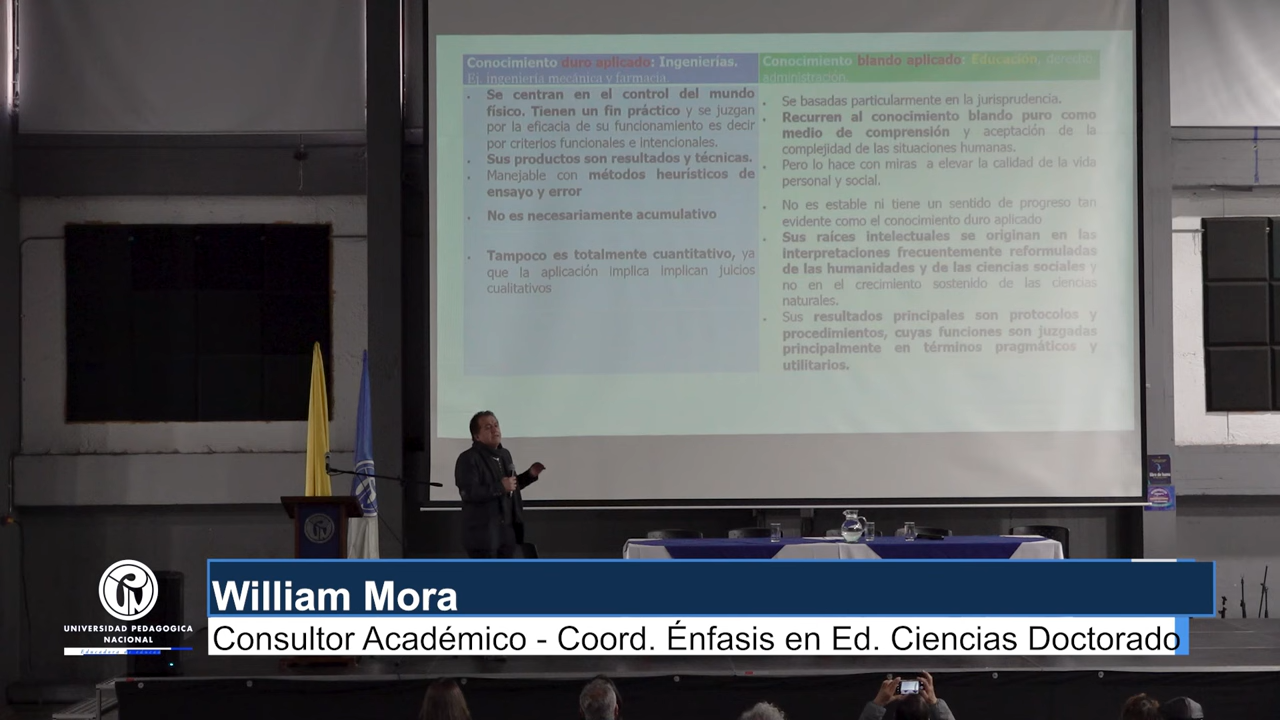 Conocimiento duro aplicado: Ingenierías.
Ej. ingeniería mecánica y farmacia.
• Se centran en el control del mundo
físico. Tienen un fin práctico y se juzgan
por la eficacia de su funcionamiento es decir
por criterios funcionales e intencionales.
• Sus productos son resultados y técnicas.
• Manejable con métodos heurísticos de
ensayo y error
• No es necesariamente acumulativo
• Tampoco es totalmente cuantitativo, ya
que la aplicación implica implican juicios
cualitativos
Conocimiento blando aplicado: Educación, derecho
administración.
• Se basadas particularmente en la jurisprudencia.
• Recurren al conocimiento blando puro como
medio de comprensión y aceptación de la
complejidad de las situaciones humanas.
• Pero lo hace con miras a elevar la calidad de la vida
personal y social.
• No es estable ni tiene un sentido de progreso tan
evidente como el conocimiento duro aplicado
• Sus raíces intelectuales se originan en las
interpretaciones frecuentemente reformuladas
de las humanidades y de las ciencias sociales y
no en el crecimiento sostenido de las ciencias
naturales.
• Sus resultados principales son protocolos y
procedimientos, cuyas funciones son juzgadas
principalmente en términos pragmáticos y
utilitarios.
William Mora
Consultor Académico - Coord. Énfasis en Ed. Ciencias Doctorado
UNIVERSIDAD PEDAGOGICA
NACIONAL